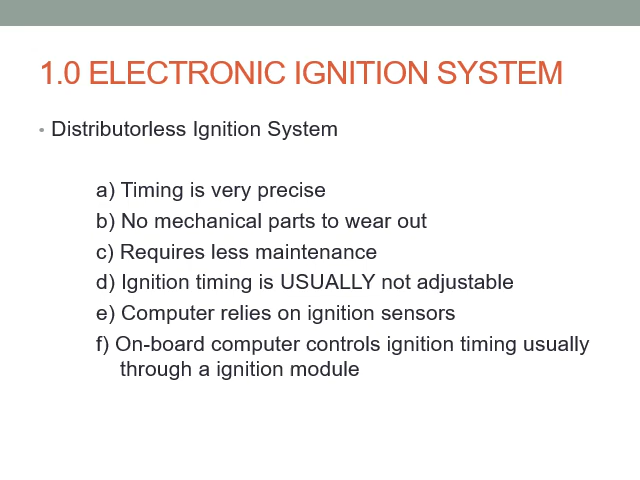 1.0 ELECTRONIC IGNITION SYSTEM
• Distributorless Ignition System
a) Timing is very precise
b) No mechanical parts to wear out
c) Requires less maintenance
d) Ignition timing is USUALLY not adjustable
e) Computer relies on ignition sensors
f) On-board computer controls ignition timing usually
through a ignition module